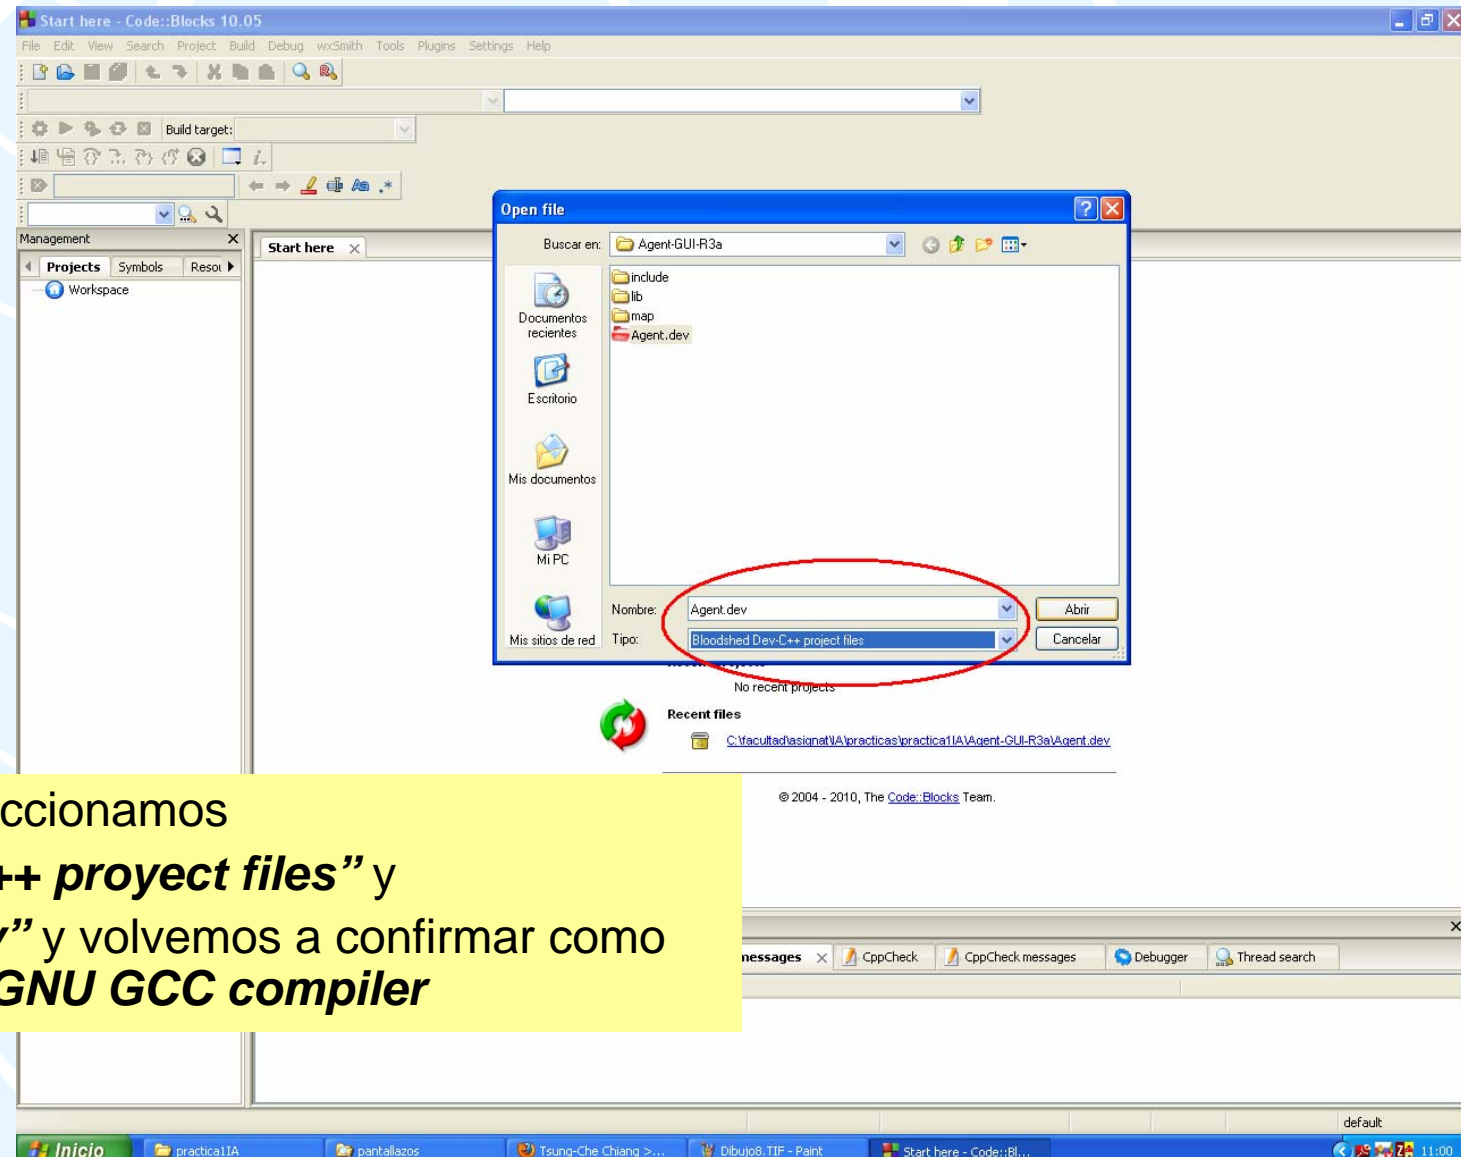 Start here - Code::Blocks 10.05
File Edit View Search Project Build Debug wxSmith Tools Plugins Settings Help
Build target:
Management
Projects Symbols Resou
Workspace
Start here
Open file
Buscar en: Agent-GUI-R3a
include
lib
map
Agent.dev
Documentos recientes
Escritorio
Mis documentos
Mi PC
Mis sitios de red
Nombre: Agent.dev Abrir
Tipo: Bloodshed Dev-C++ project files Cancelar
No recent projects
Recent files
C:\facultad\asignat\IA\practicas\practica1IA\Agent-GUI-R3a\Agent.dev
© 2004 - 2010, The Code::Blocks Team.
ccionamos
++ proyect files” y
” y volvemos a confirmar como
GNU GCC compiler
messages CppCheck CppCheck messages Debugger Thread search
default
Inicio practica1IA pantallazos Tsung-Che Chiang >... Dibujo8.TIF - Paint Start here - Code::Bl... 11:00